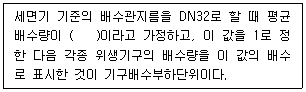 세면기 기준의 배수관지름을 DN32로 할 때 평균
배수량이 (   )이라고 가정하고, 이 값을 1로 정
한 다음 각종 위생기구의 배수량을 이 값의 배수
로 표시한 것이 기구배수부하단위이다.